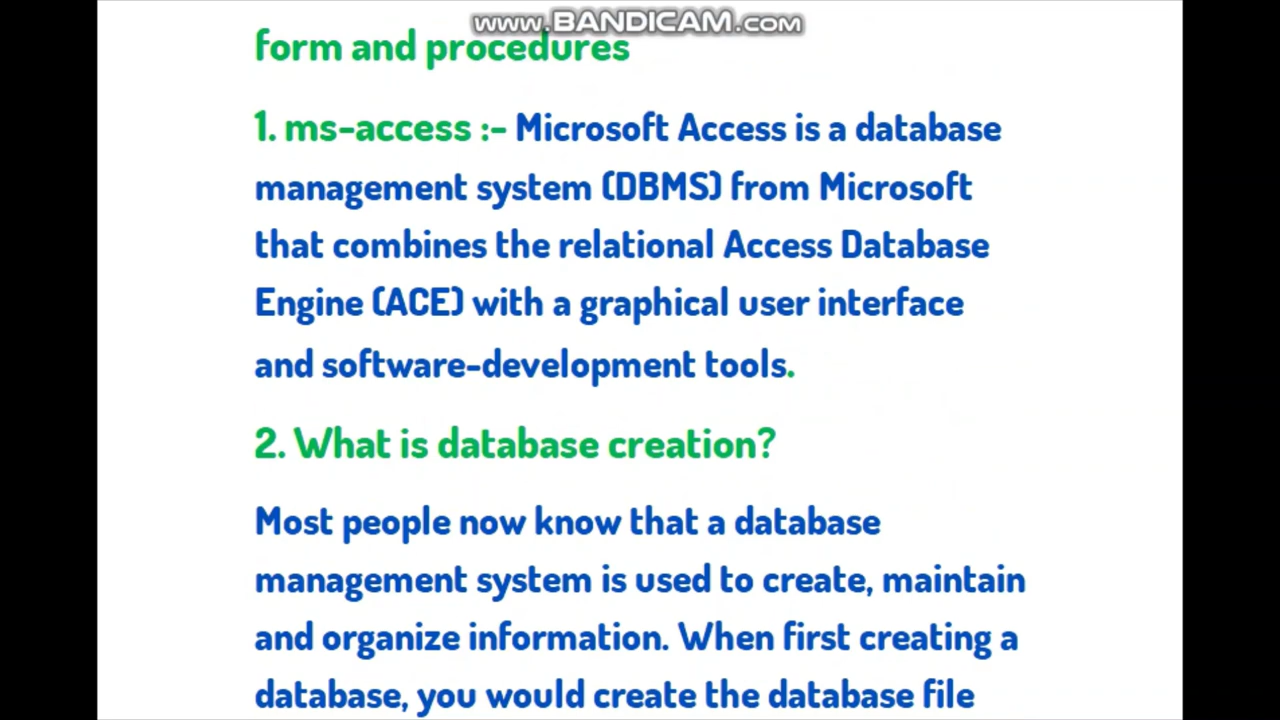 www.BANDICAM.com
form and procedures
1. ms-access :- Microsoft Access is a database
management system (DBMS) from Microsoft
that combines the relational Access Database
Engine (ACE) with a graphical user interface
and software-development tools.
2. What is database creation?
Most people now know that a database
management system is used to create, maintain
and organize information. When first creating a
database, you would create the database file